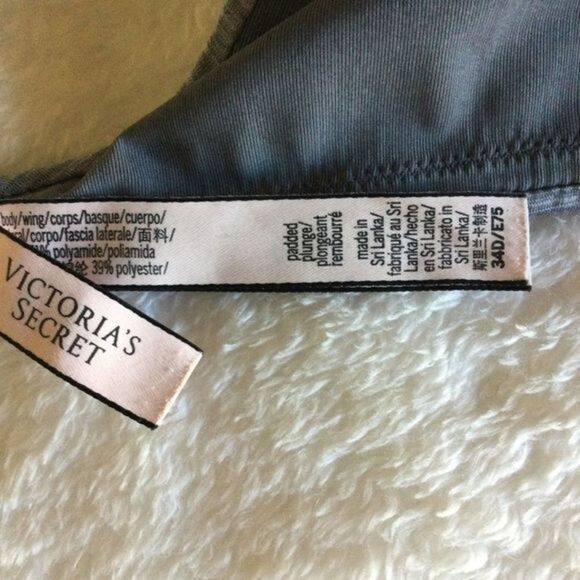 body/wing/corps/basque/cuerpo/
/corpo/fascia laterale/面料/
% polyamide/poliamida
39% polyester/
padded
plunge/
plongeant
rembourré
made in
Sri Lanka/
fabriqué au Sri
Lanka/hecho
en Sri Lanka/
fabbricato in
Sri Lanka/
斯里兰卡制造
34D/E75
VICTORIA'S
SECRET